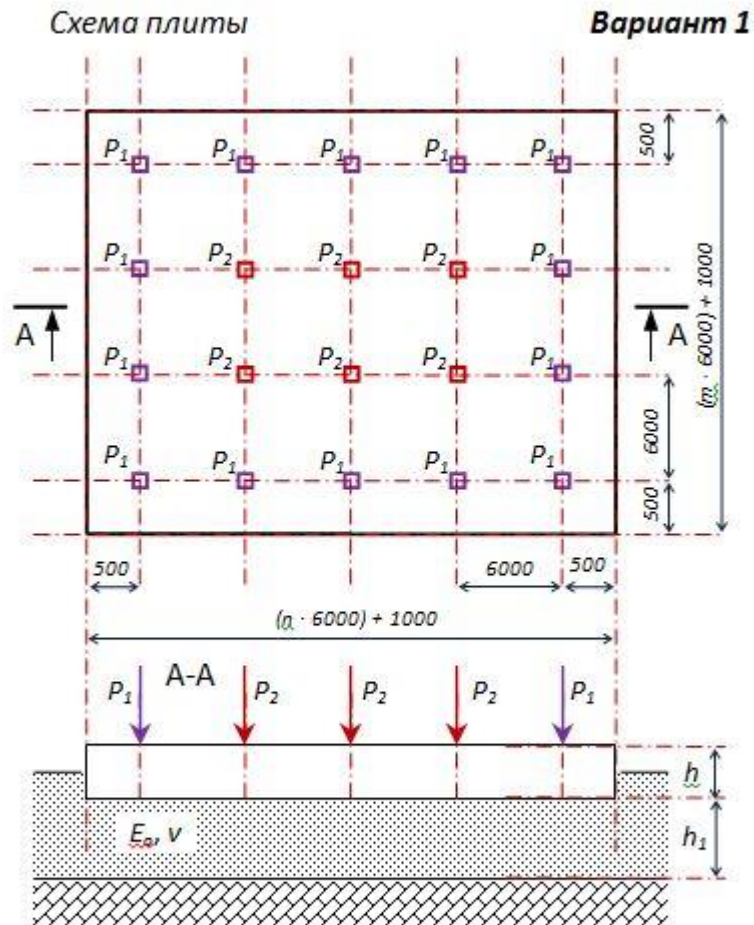 Схема плиты Вариант 1
P1 P1 P1 P1 P1
500
P1 P2 P2 P2 P1
A A
(m · 6000) + 1000
P1 P2 P2 P2 P1
6000
P1 P1 P1 P1 P1
500
500 6000 500
(n · 6000) + 1000
A-A
P1 P2 P2 P2 P1
h
E0, ν
h1